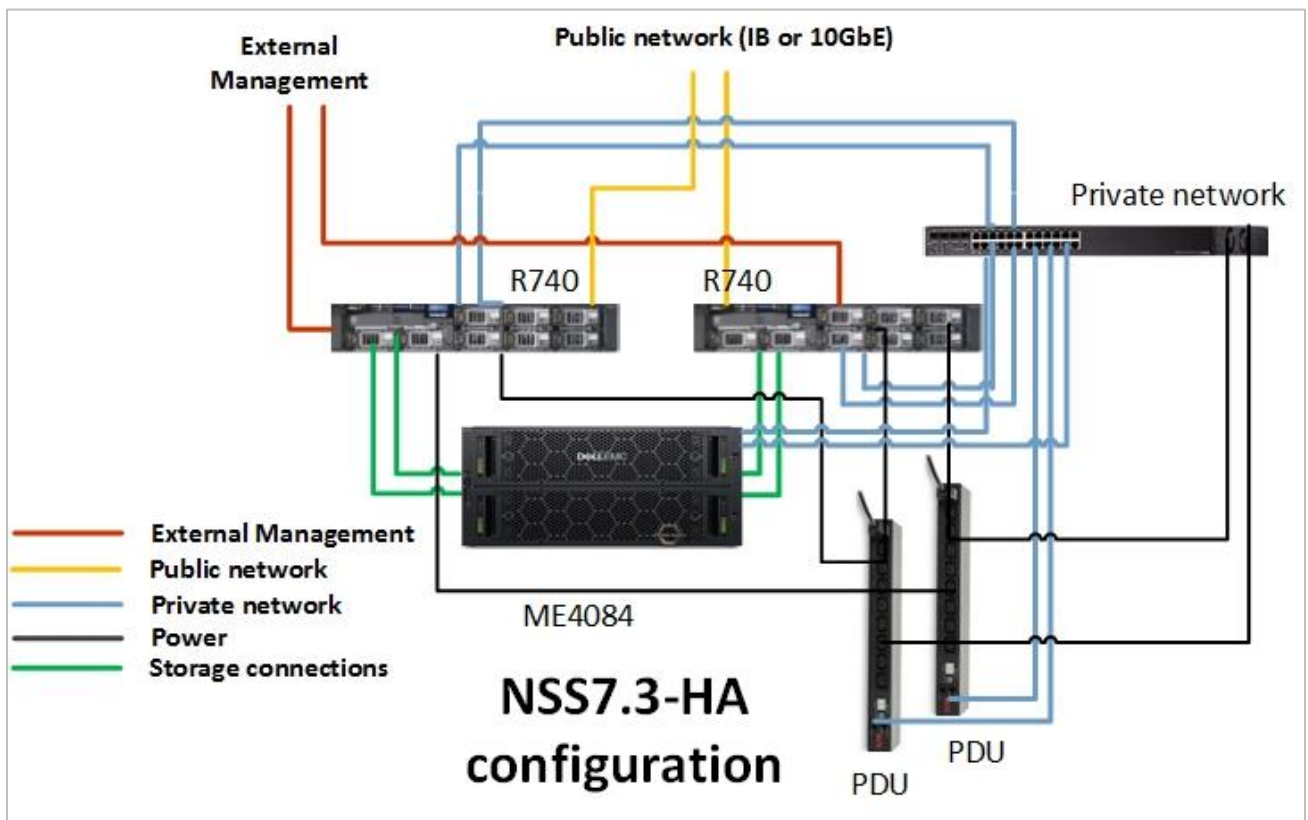 External
Management
Public network (IB or 10GbE)
Private network
R740
R740
DELLEMC
External Management
Public network
Private network
Power
Storage connections
ME4084
NSS7.3-HA
configuration
PDU
PDU